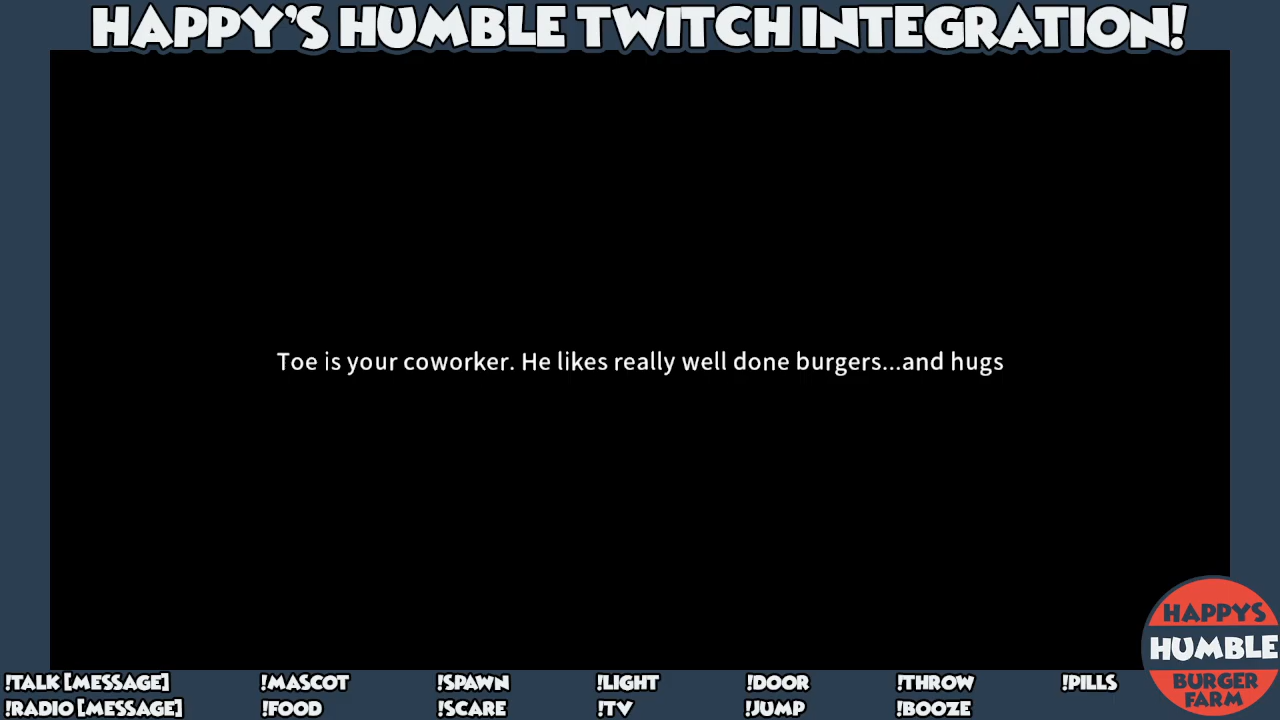 HAPPY'S HUMBLE TWITCH INTEGRATION!
Toe is your coworker. He likes really well done burgers...and hugs
HAPPYS
HUMBLE
BURGER
FARM
!TALK [MESSAGE] !MASCOT !SPAWN !LIGHT !DOOR !THROW !PILLS
!RADIO [MESSAGE] !FOOD !SCARE !TV !JUMP !BOOZE